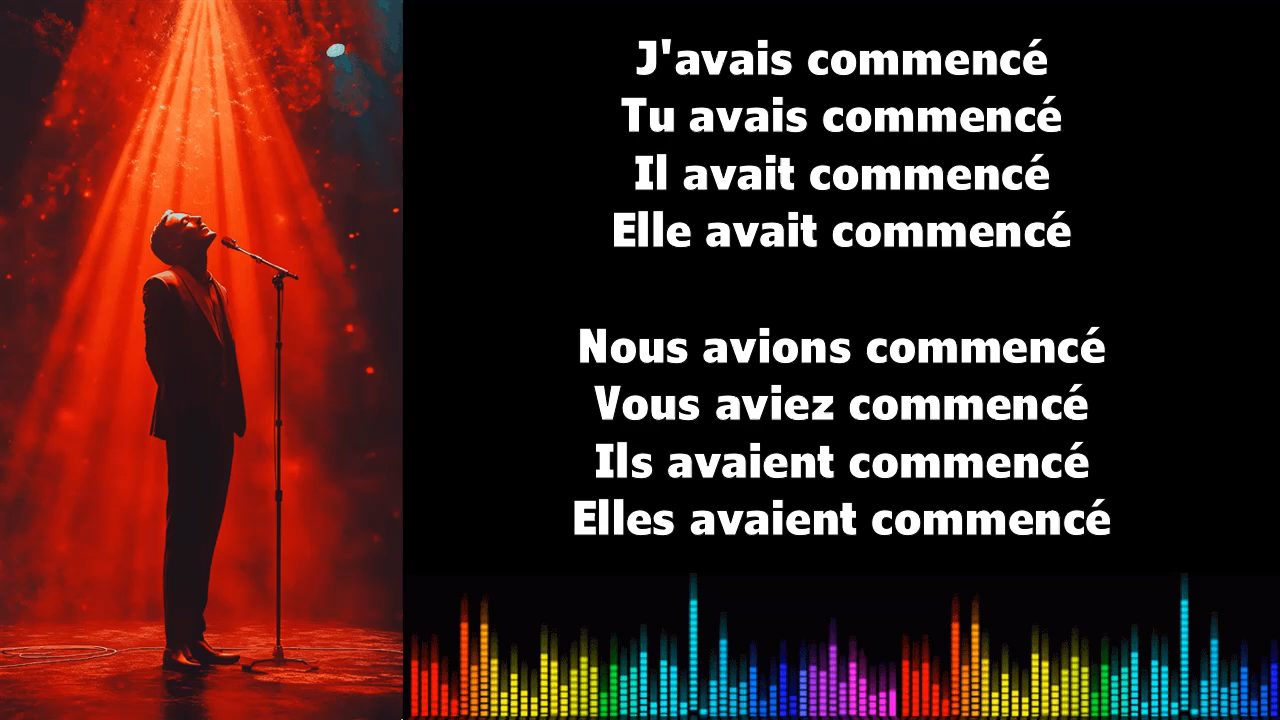 J'avais commencé
Tu avais commencé
Il avait commencé
Elle avait commencé
Nous avions commencé
Vous aviez commencé
Ils avaient commencé
Elles avaient commencé